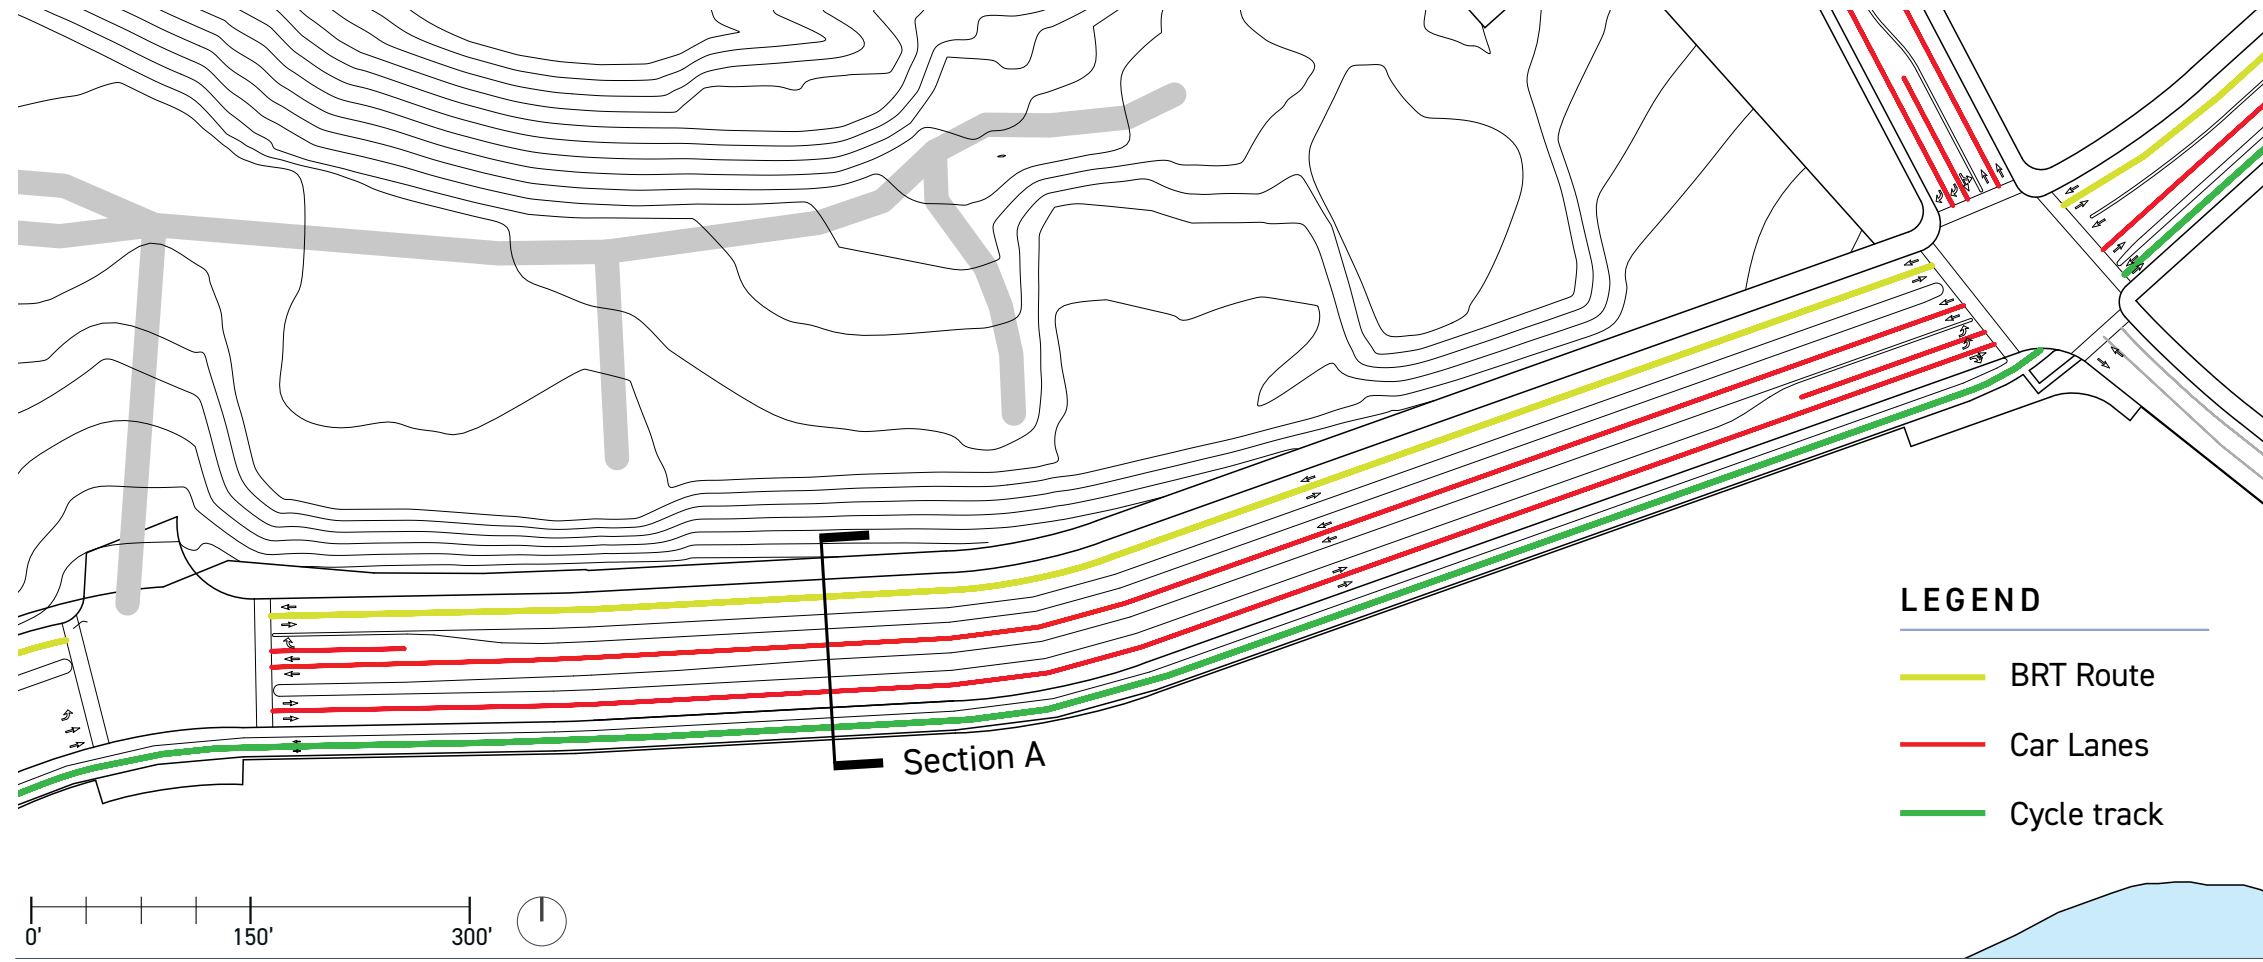 Section A
LEGEND
BRT Route
Car Lanes
Cycle track
0' 150' 300'